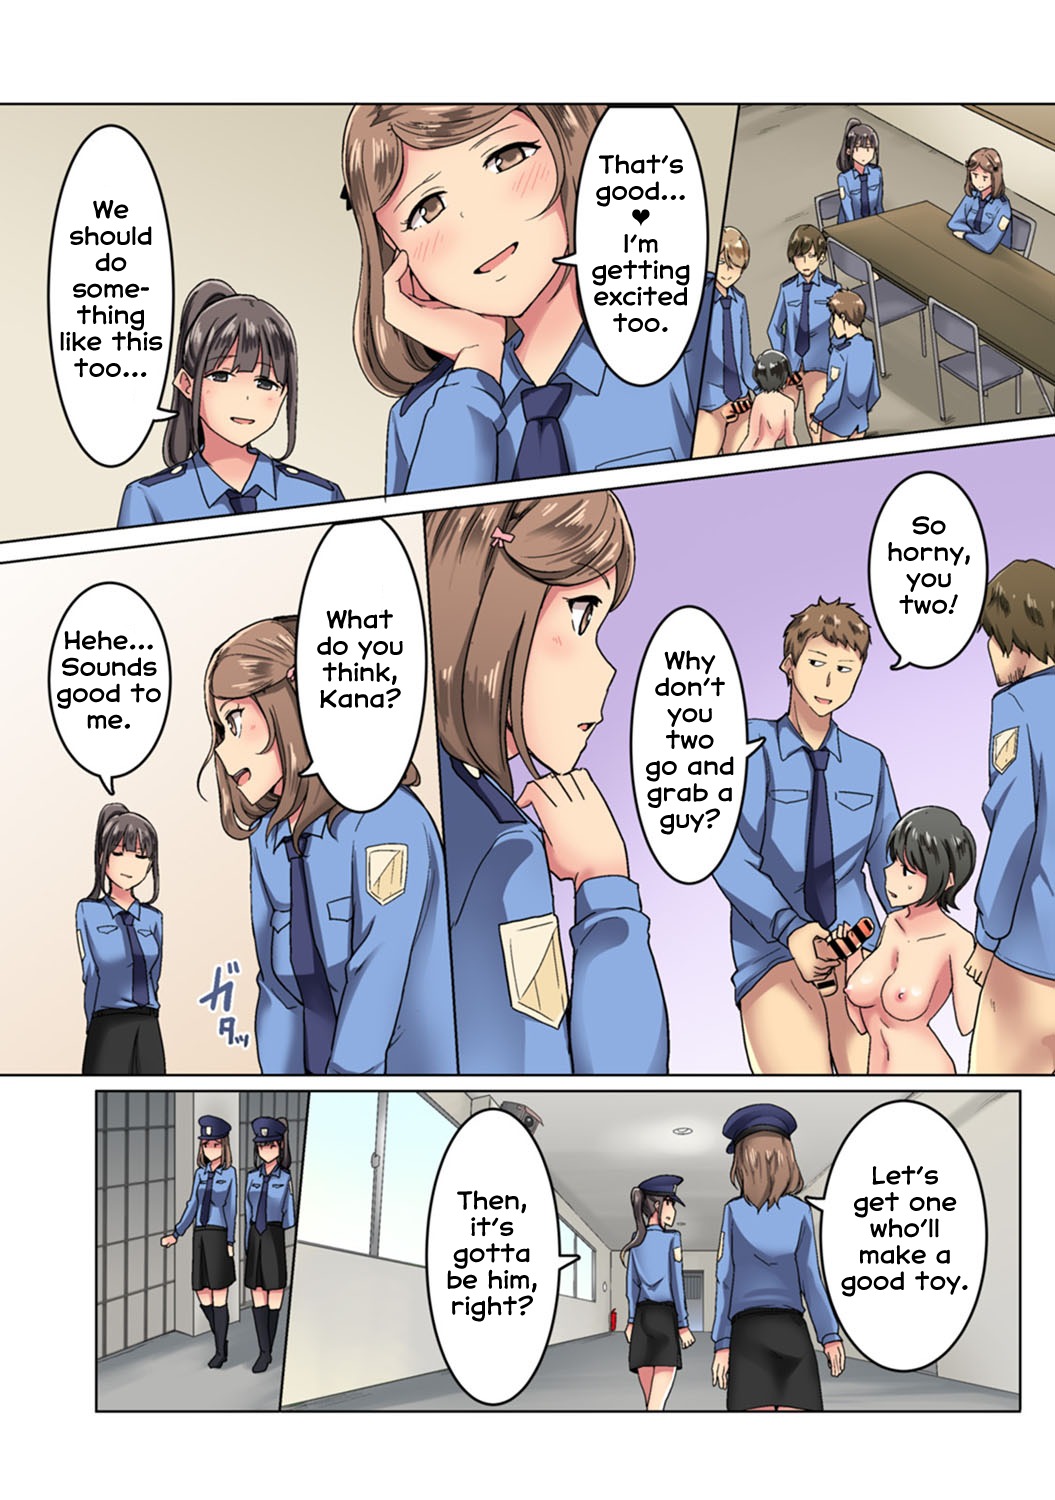 That's
good...
❤
I'm
getting
excited
too.
We
should
do
some-
thing
like this
too...
So
horny,
you
two!
Why
don't
you
two
go and
grab a
guy?
What
do you
think,
Kana?
Hehe...
Sounds
good to
me.
ガタッ
Let's
get one
who'll
make a
good toy.
Then,
it's
gotta
be him,
right?